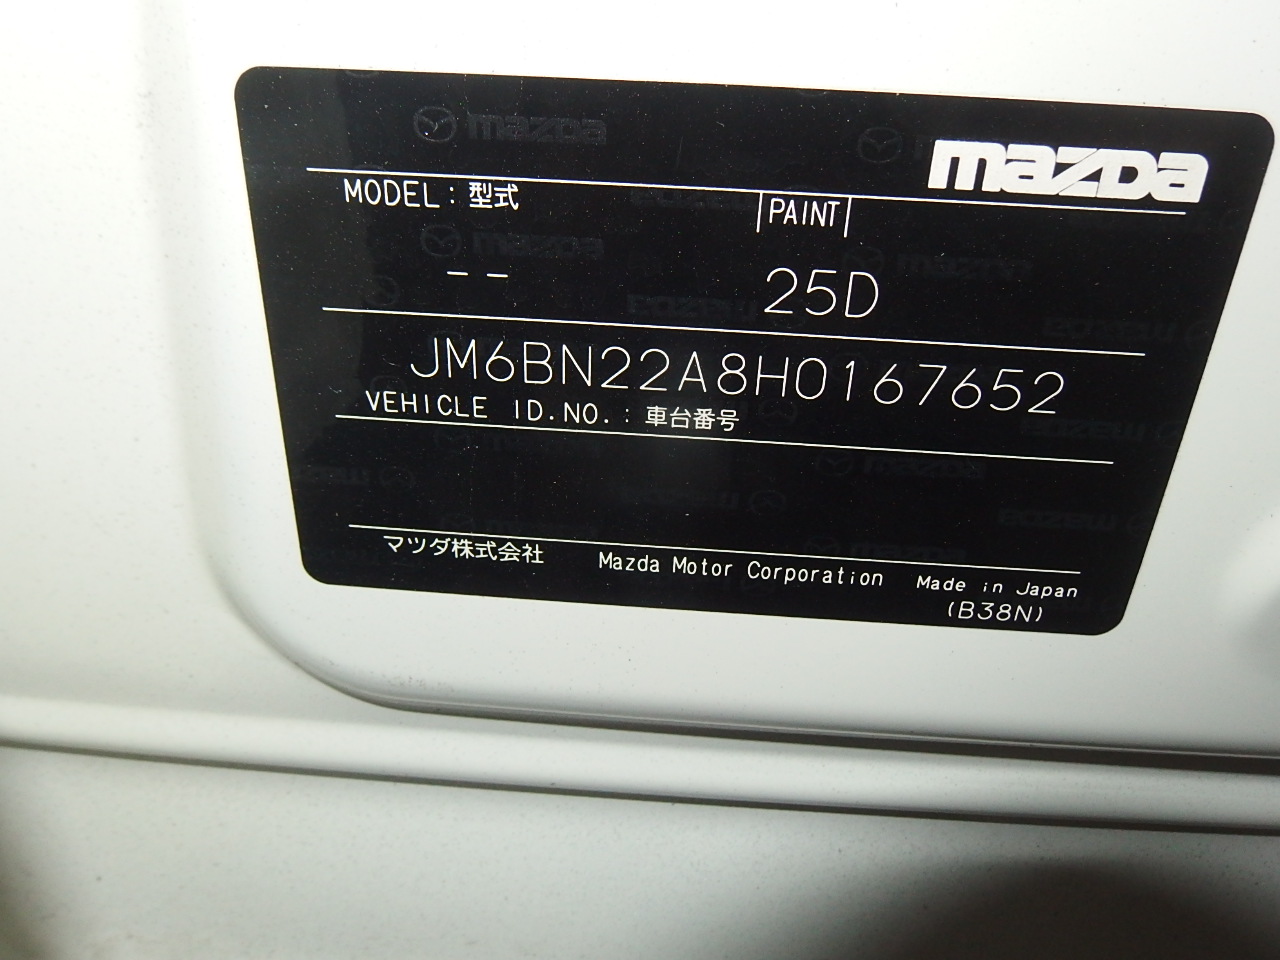 mazda
MODEL : 型式 PAINT
-- 25D
JM6BN22A8H0167652
VEHICLE ID.NO. : 車台番号
マツダ株式会社 Mazda Motor Corporation Made in Japan
(B38N)